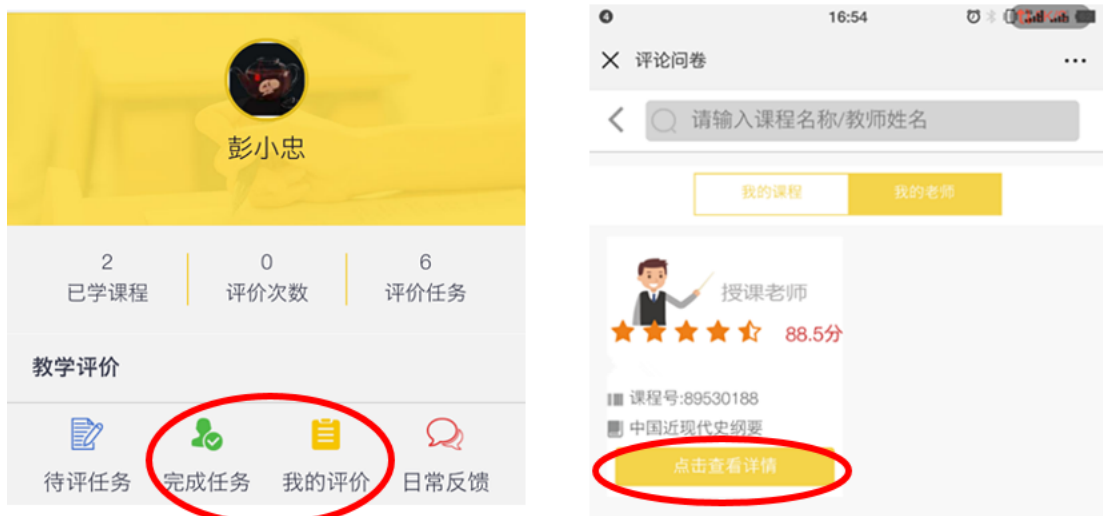 彭小忠
2 0 6
已学课程 评价次数 评价任务
教学评价
待评任务 完成任务 我的评价 日常反馈
4 16:54
评论问卷
请输入课程名称/教师姓名
我的课程 我的老师
授课老师
88.5分
课程号:89530188
中国近现代史纲要
点击查看详情